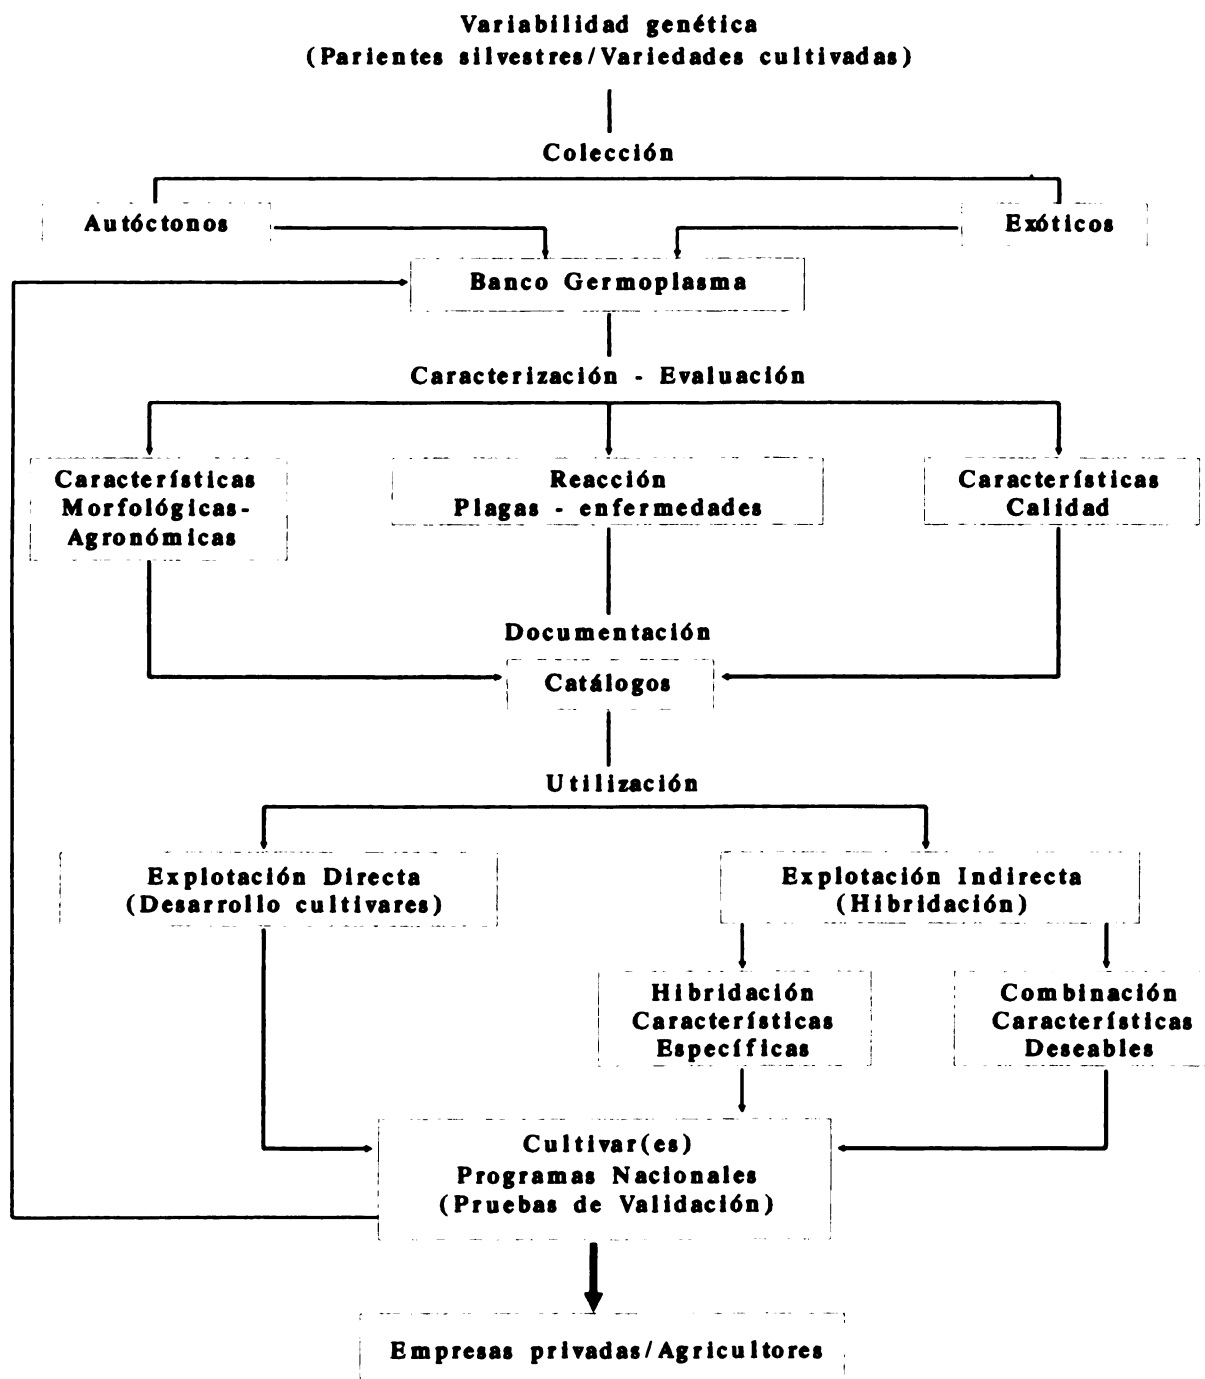 Variabilidad genética
(Parientes silvestres/Variedades cultivadas)
Colección
Autóctonos
Exóticos
Banco Germoplasma
Caracterización - Evaluación
Características
Morfológicas-
Agronómicas
Reacción
Plagas - enfermedades
Características
Calidad
Documentación
Catálogos
Utilización
Explotación Directa
(Desarrollo cultivares)
Explotación Indirecta
(Hibridación)
Hibridación
Características
Específicas
Combinación
Características
Deseables
Cultivar(es)
Programas Nacionales
(Pruebas de Validación)
Empresas privadas/Agricultores